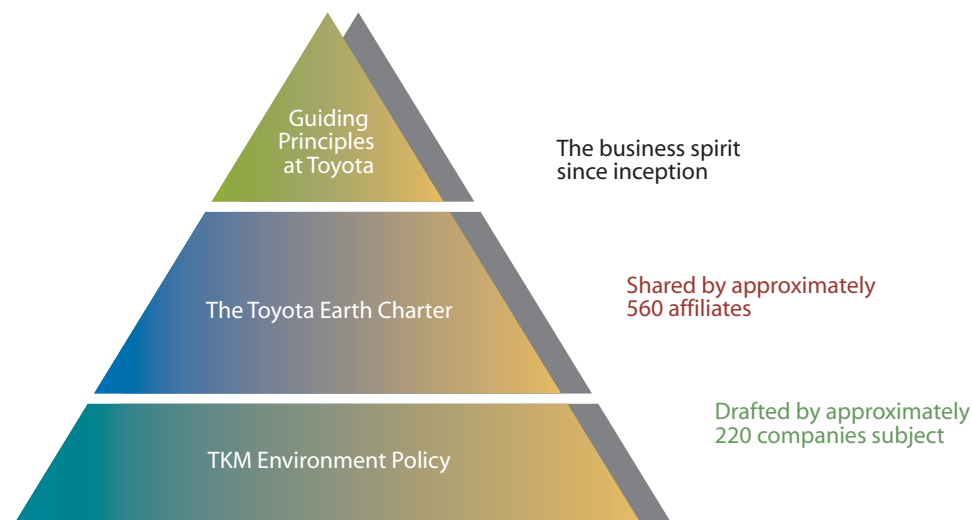 Guiding
Principles
at Toyota
The business spirit
since inception
The Toyota Earth Charter
Shared by approximately
560 affiliates
TKM Environment Policy
Drafted by approximately
220 companies subject